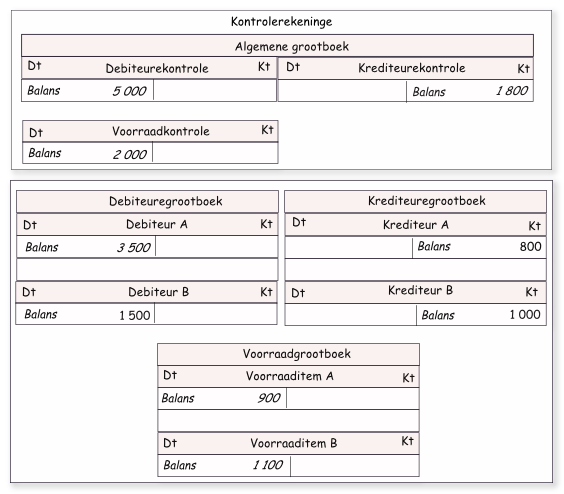 Kontrolerekeninge
Algemene grootboek
Dt Debiteurekontrole Kt Dt Krediteurekontrole Kt
Balans 5 000 Balans 1 800
Dt Voorraadkontrole Kt
Balans 2 000
Debiteuregrootboek Krediteuregrootboek
Dt Debiteur A Kt Dt Krediteur A Kt
Balans 3 500 Balans 800
Dt Debiteur B Kt Dt Krediteur B Kt
Balans 1 500 Balans 1 000
Voorraadgrootboek
Dt Voorraaditem A Kt
Balans 900
Dt Voorraaditem B Kt
Balans 1 100